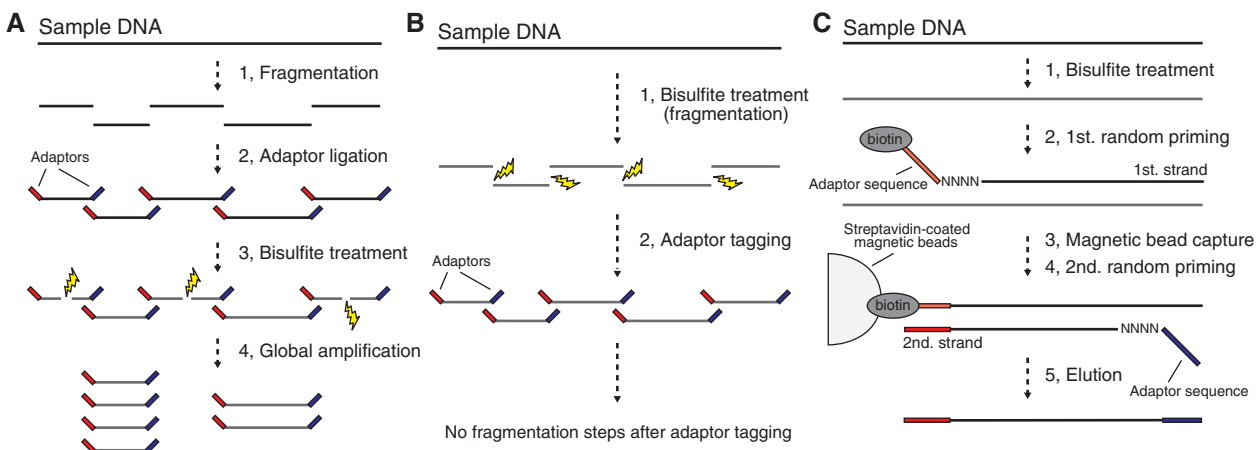 A
Sample DNA
1, Fragmentation
2, Adaptor ligation
Adaptors
3, Bisulfite treatment
4, Global amplification
B
Sample DNA
1, Bisulfite treatment
(fragmentation)
2, Adaptor tagging
Adaptors
No fragmentation steps after adaptor tagging
C
Sample DNA
1, Bisulfite treatment
2, 1st. random priming
biotin
Adaptor sequence
NNNN
1st. strand
Streptavidin-coated
magnetic beads
3, Magnetic bead capture
4, 2nd. random priming
biotin
NNNN
2nd. strand
5, Elution
Adaptor sequence